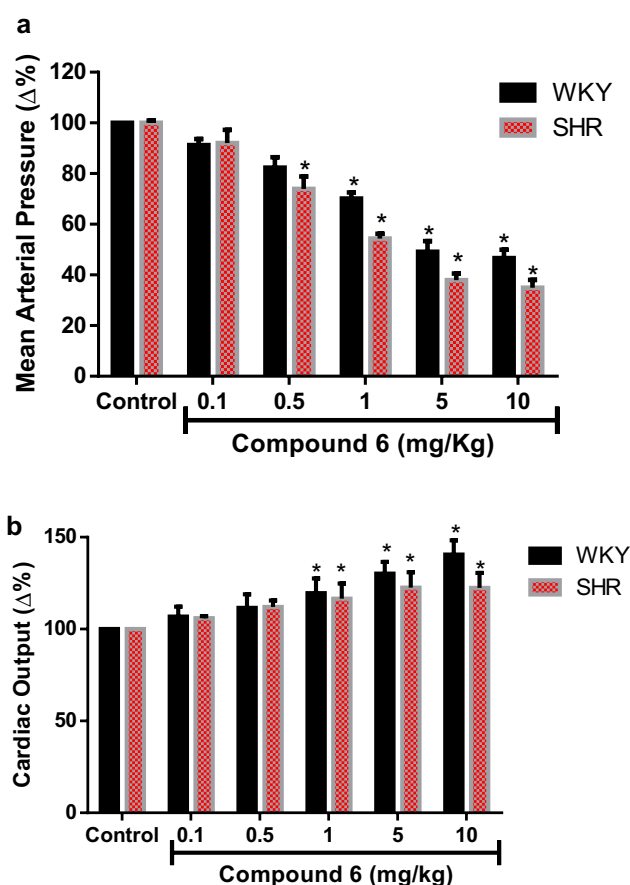 a
Mean Arterial Pressure (Δ%)
120
100
80
60
40
20
0
WKY
SHR
* * * * * * *
Control 0.1 0.5 1 5 10
Compound 6 (mg/Kg)
b
Cardiac Output (Δ%)
150
100
50
0
WKY
SHR
* * * * * *
Control 0.1 0.5 1 5 10
Compound 6 (mg/kg)